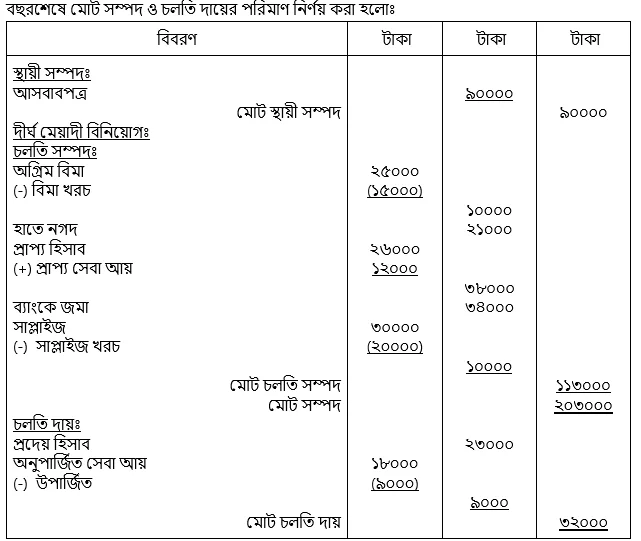 বছরশেষে মোট সম্পদ ও চলতি দায়ের পরিমাণ নির্ণয় করা হলোঃ
বিবরণ টাকা টাকা টাকা
স্থায়ী সম্পদঃ
আসবাবপত্র ৯০০০০
মোট স্থায়ী সম্পদ ৯০০০০
দীর্ঘ মেয়াদী বিনিয়োগঃ
চলতি সম্পদঃ
অগ্রিম বিমা ২৫০০০
(-) বিমা খরচ (১৫০০০)
১০০০০
হাতে নগদ ২১০০০
প্রাপ্য হিসাব ২৬০০০
(+) প্রাপ্য সেবা আয় ১২০০০
৩৮০০০
ব্যাংকে জমা ৩৪০০০
সাপ্লাইজ ৩০০০০
(-) সাপ্লাইজ খরচ (২০০০০)
১০০০০
মোট চলতি সম্পদ ১১৩০০০
মোট সম্পদ ২০৩০০০
চলতি দায়ঃ
প্রদেয় হিসাব ২৩০০০
অনুপার্জিত সেবা আয় ১৮০০০
(-) উপার্জিত (৯০০০)
৯০০০
মোট চলতি দায় ৩২০০০